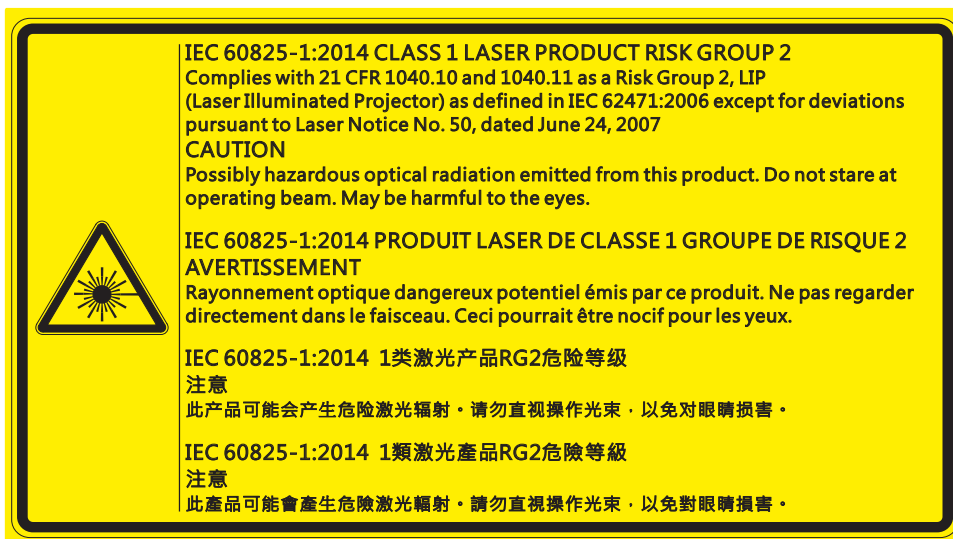 IEC 60825-1:2014 CLASS 1 LASER PRODUCT RISK GROUP 2
Complies with 21 CFR 1040.10 and 1040.11 as a Risk Group 2, LIP
(Laser Illuminated Projector) as defined in IEC 62471:2006 except for deviations
pursuant to Laser Notice No. 50, dated June 24, 2007
CAUTION
Possibly hazardous optical radiation emitted from this product. Do not stare at
operating beam. May be harmful to the eyes.
IEC 60825-1:2014 PRODUIT LASER DE CLASSE 1 GROUPE DE RISQUE 2
AVERTISSEMENT
Rayonnement optique dangereux potentiel émis par ce produit. Ne pas regarder
directement dans le faisceau. Ceci pourrait être nocif pour les yeux.
IEC 60825-1:2014 1类激光产品RG2危险等级
注意
此产品可能会产生危险激光辐射。请勿直视操作光束，以免对眼睛损害。
IEC 60825-1:2014 1類激光產品RG2危險等級
注意
此產品可能會產生危險激光輻射。請勿直視操作光束，以免對眼睛損害。